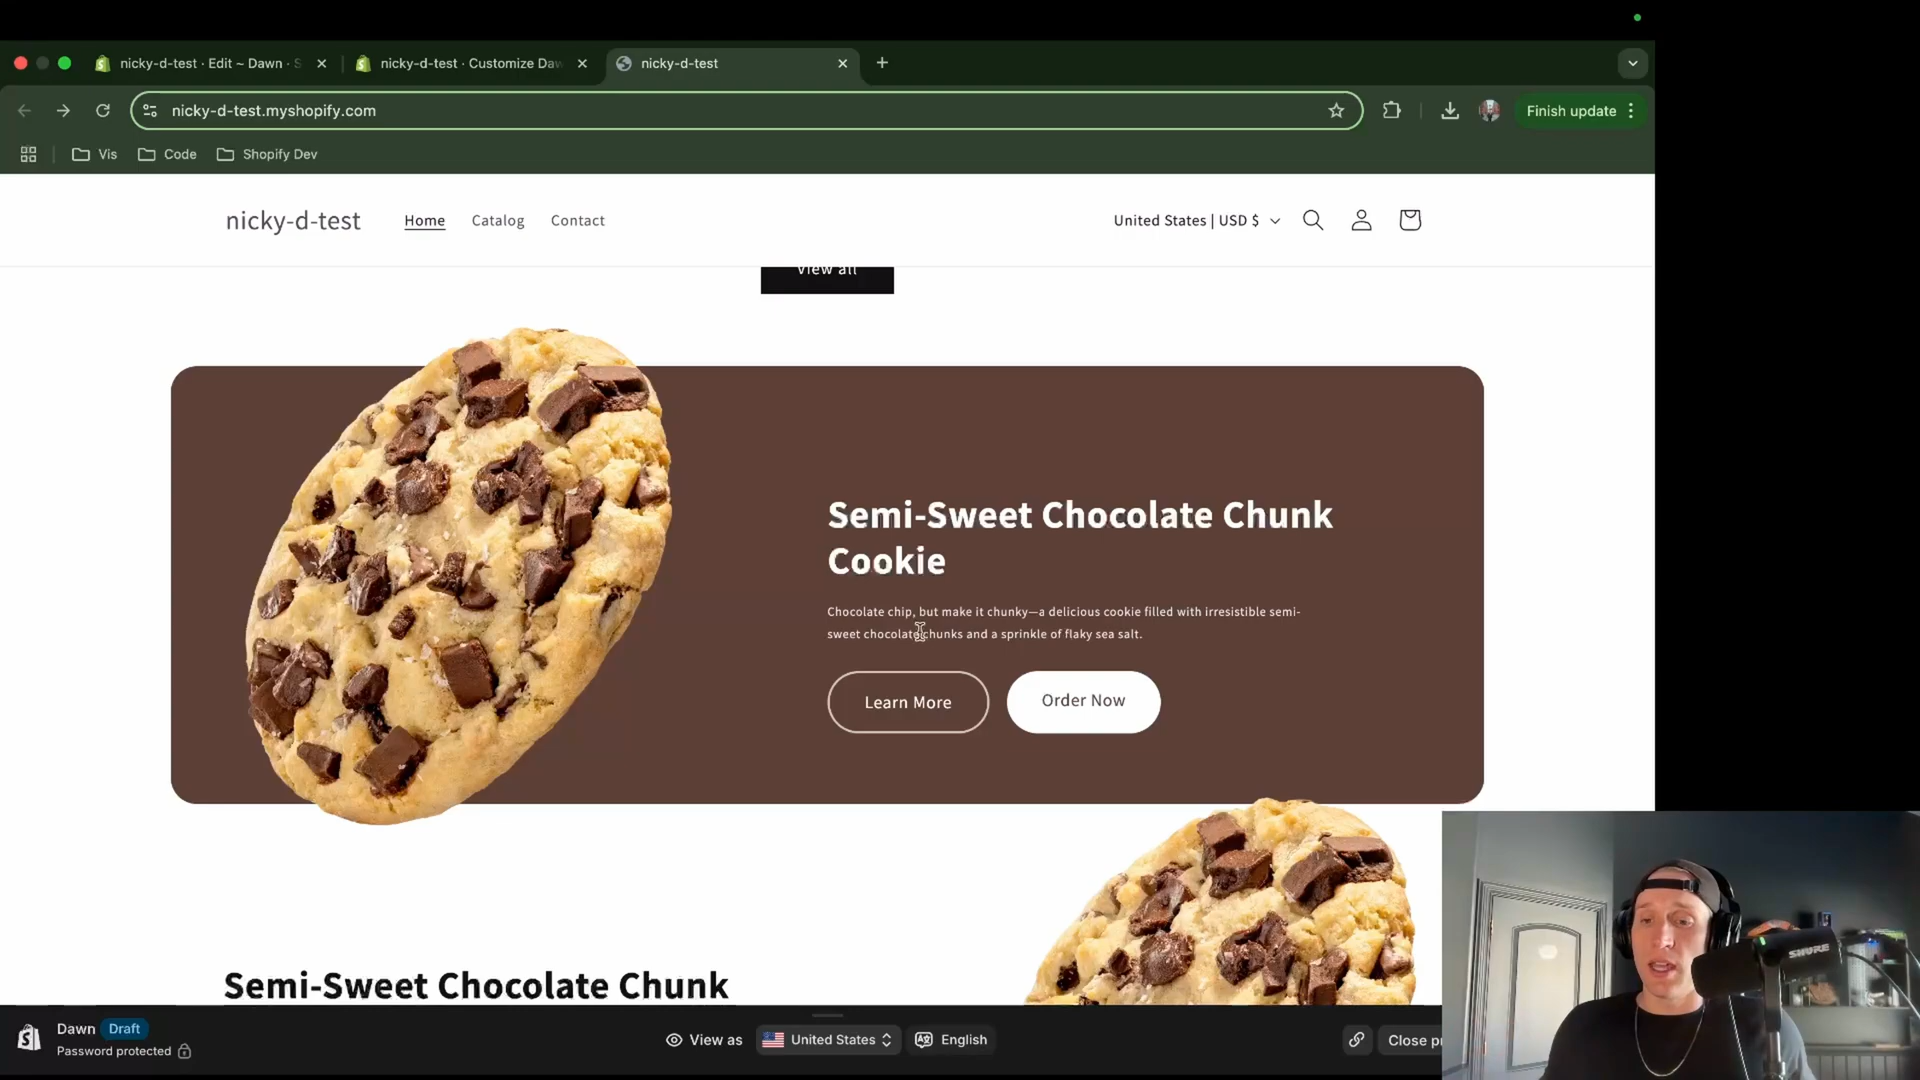 nicky-d-test · Edit ~ Dawn · S
nicky-d-test · Customize Daw
nicky-d-test
nicky-d-test.myshopify.com
Finish update
Vis
Code
Shopify Dev
nicky-d-test
Home
Catalog
Contact
United States | USD $
View all
Semi-Sweet Chocolate Chunk
Cookie
Chocolate chip, but make it chunky—a delicious cookie filled with irresistible semi-
sweet chocolate chunks and a sprinkle of flaky sea salt.
Learn More
Order Now
Semi-Sweet Chocolate Chunk
Dawn
Draft
Password protected
View as
United States
English
Close pr
SHURE